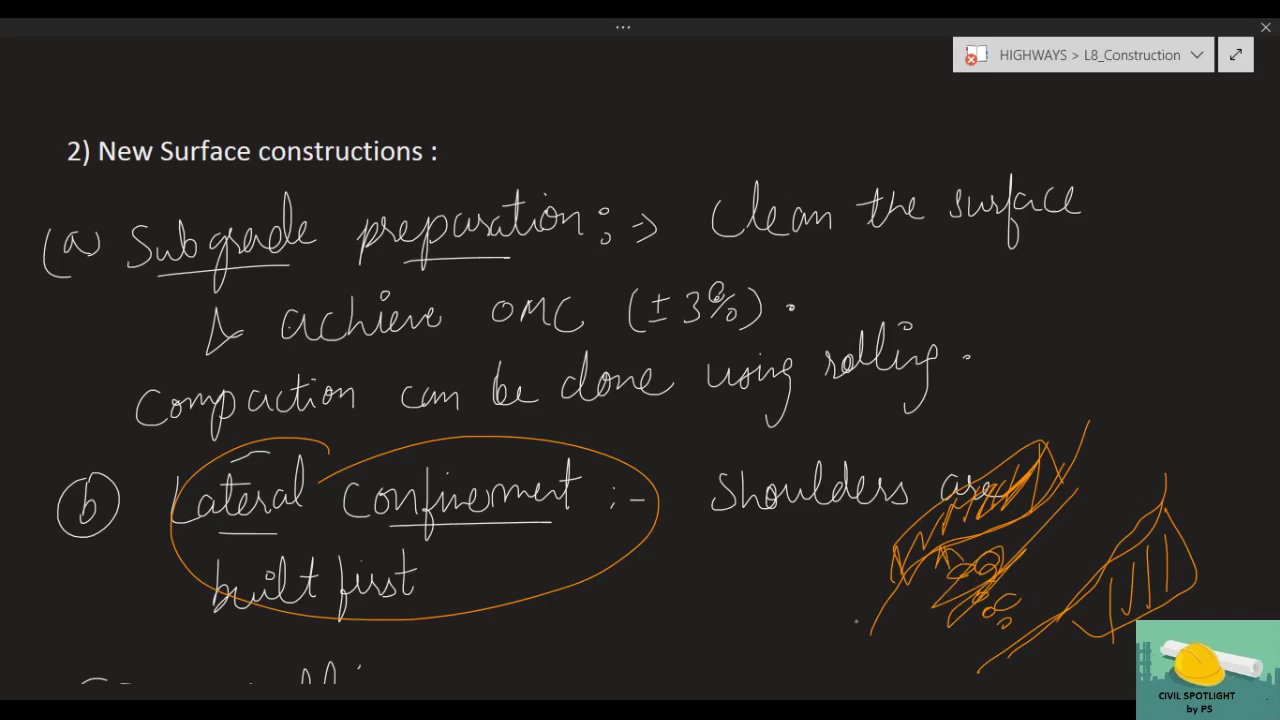 HIGHWAYS > L8_Construction
2) New Surface constructions :
(a) Subgrade preparation :⇒ Clean the surface
achieve OMC (±3%).
Compaction can be done using rolling.
(b) Lateral Confinement :- Shoulders are
built first
CIVIL SPOTLIGHT
by PS